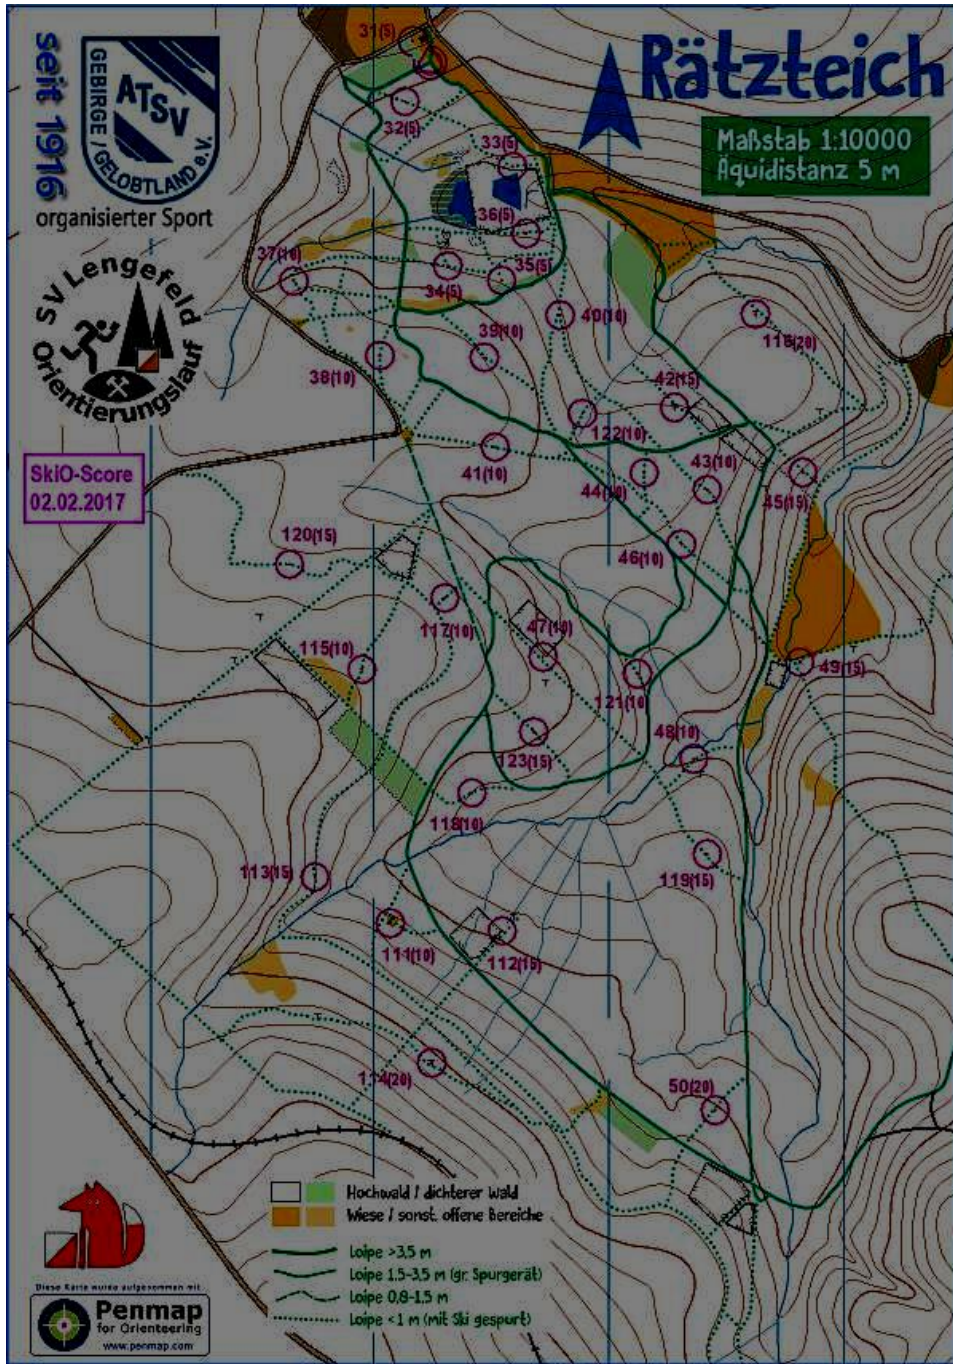 31(5)
seit 1916
GEBIRGE / GELOBTLAND e.V.
ATSV
organisierter Sport
Rätzteich
Maßstab 1:10000
Äquidistanz 5 m
32(5)
33(5)
36(5)
37(10)
34(5)
35(5)
SV Lengefeld
Orientierungslauf
40(10)
39(10)
116(20)
38(10)
42(15)
122(10)
41(10)
43(10)
44(10)
45(15)
SkiO-Score
02.02.2017
120(15)
46(10)
117(10)
47(10)
115(10)
49(15)
121(10)
48(10)
123(15)
118(10)
113(15)
119(15)
111(10)
112(15)
114(20)
50(20)
Hochwald / dichterer Wald
Wiese / sonst. offene Bereiche
Loipe >3,5 m
Loipe 1.5-3,5 m (gr. Spurgerät)
Loipe 0,8-1,5 m
Loipe <1 m (mit Ski gespurt)
Diese Karte wurde aufgenommen mit
Penmap
for Orienteering
www.penmap.com